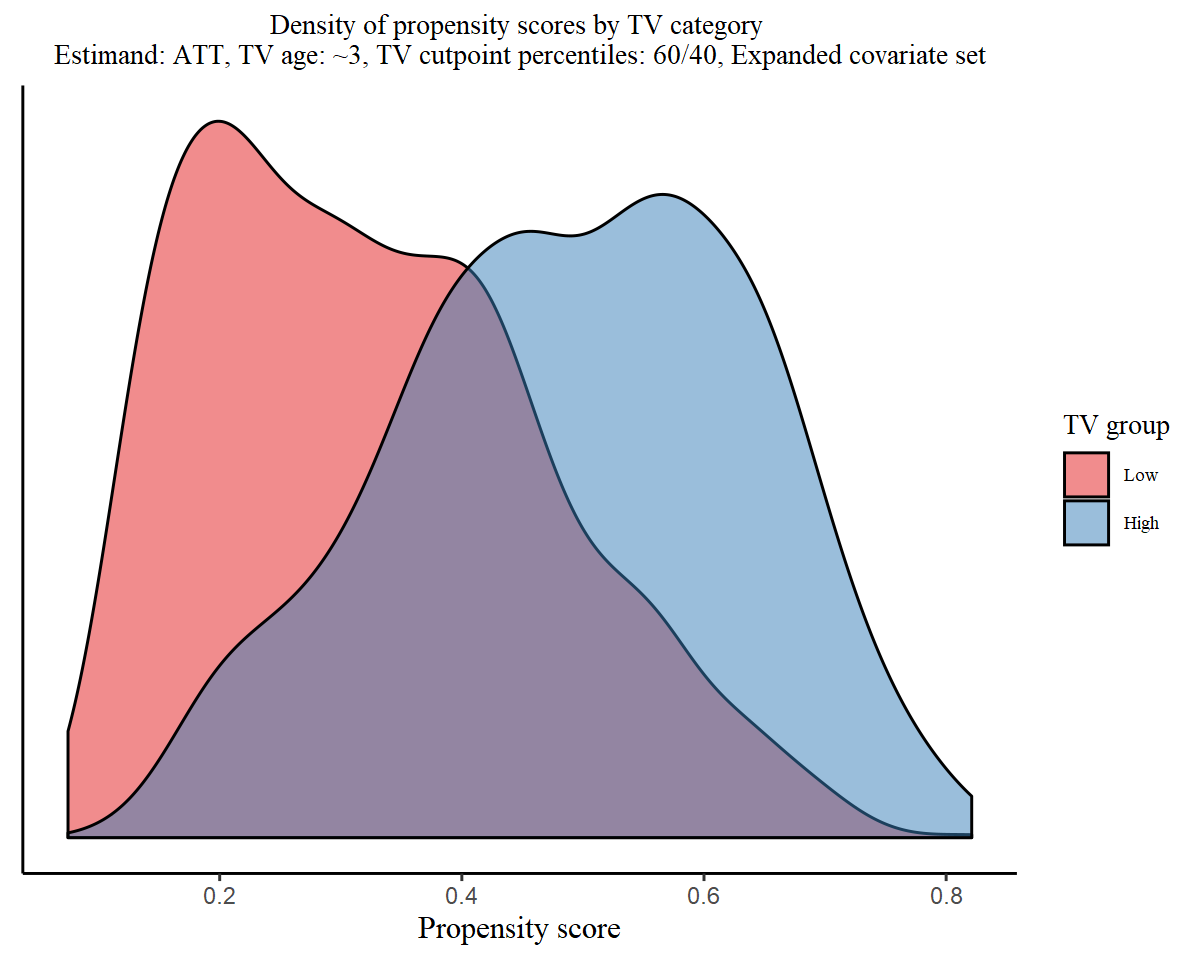 Density of propensity scores by TV category
Estimand: ATT, TV age: ~3, TV cutpoint percentiles: 60/40, Expanded covariate set
TV group
Low
High
0.2 0.4 0.6 0.8
Propensity score